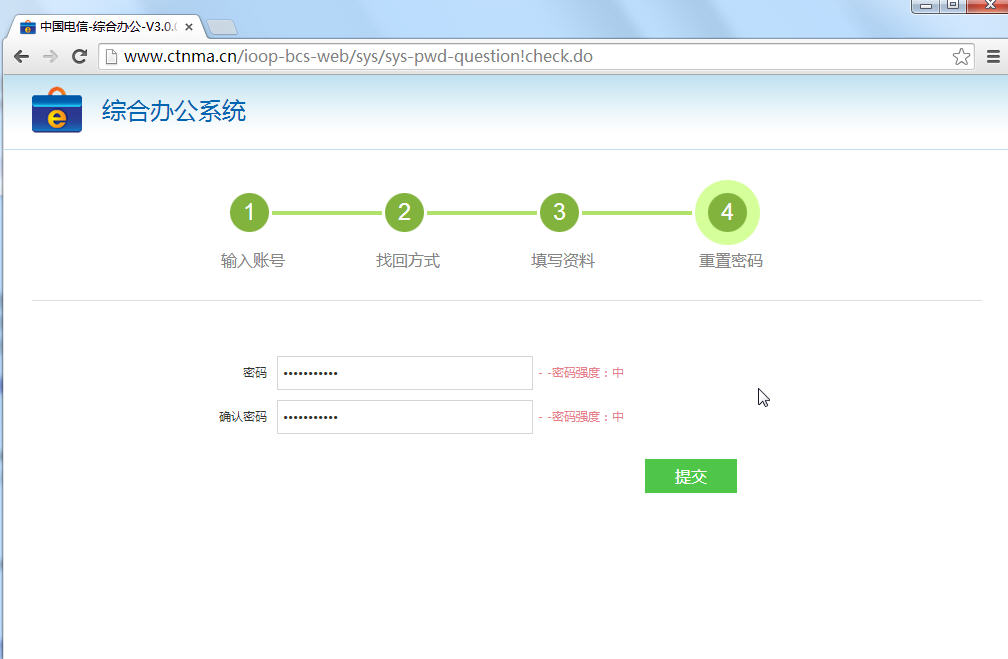 中国电信-综合办公-V3.0.
www.ctnma.cn/ioop-bcs-web/sys/sys-pwd-question!check.do
e 综合办公系统
1 2 3 4
输入账号 找回方式 填写资料 重置密码
密码 ••••••••••• - -密码强度：中
确认密码 ••••••••••• - -密码强度：中
提交